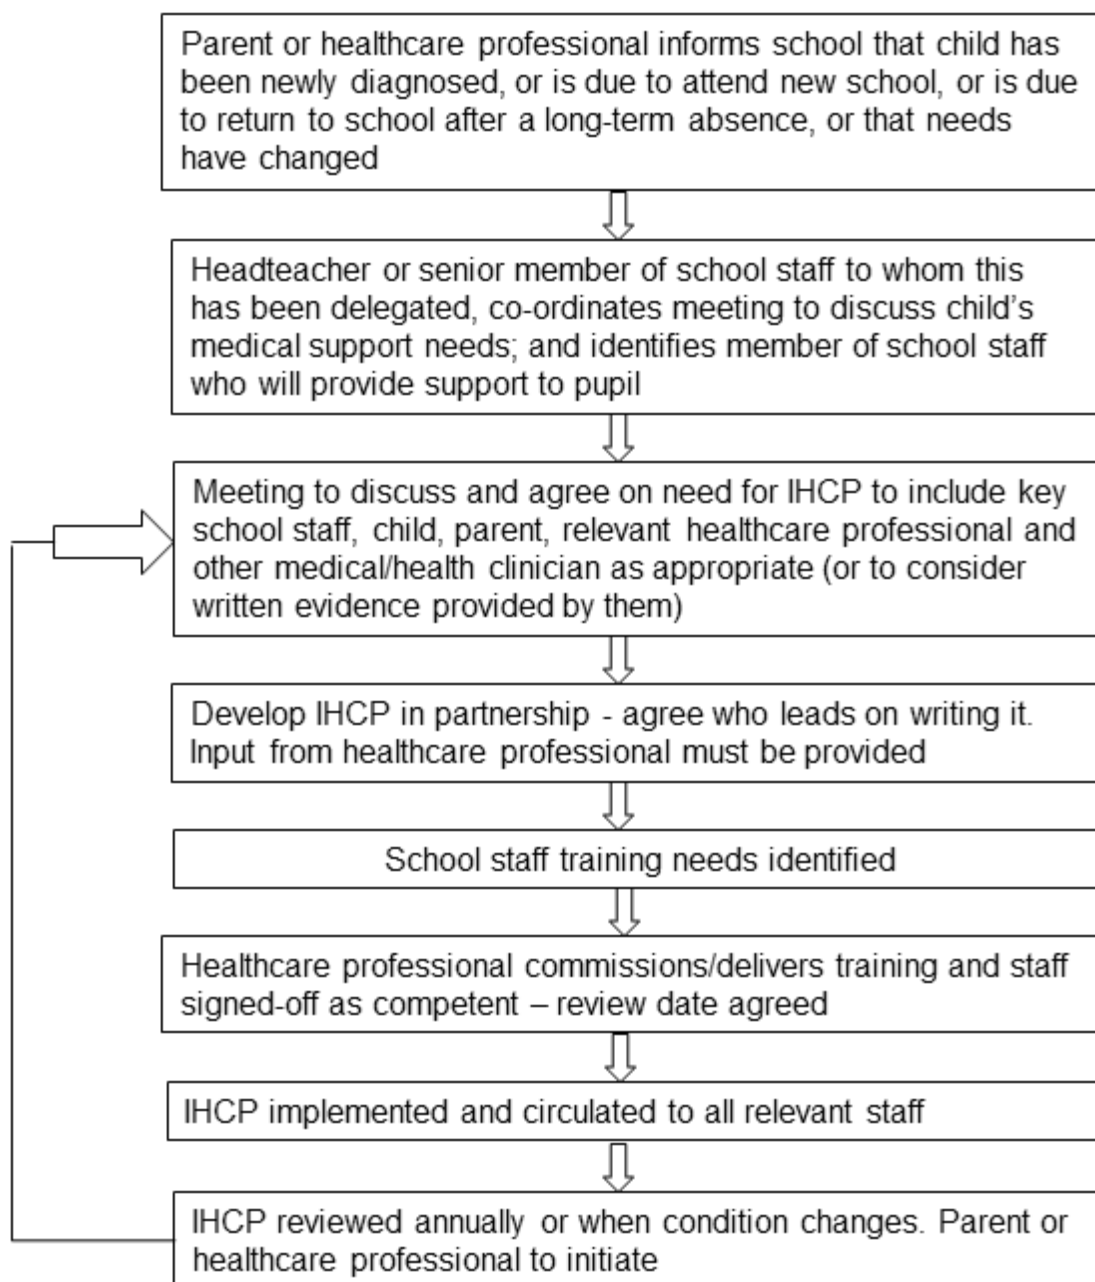 Parent or healthcare professional informs school that child has
been newly diagnosed, or is due to attend new school, or is due
to return to school after a long-term absence, or that needs
have changed
Headteacher or senior member of school staff to whom this
has been delegated, co-ordinates meeting to discuss child's
medical support needs; and identifies member of school staff
who will provide support to pupil
Meeting to discuss and agree on need for IHCP to include key
school staff, child, parent, relevant healthcare professional and
other medical/health clinician as appropriate (or to consider
written evidence provided by them)
Develop IHCP in partnership - agree who leads on writing it.
Input from healthcare professional must be provided
School staff training needs identified
Healthcare professional commissions/delivers training and staff
signed-off as competent – review date agreed
IHCP implemented and circulated to all relevant staff
IHCP reviewed annually or when condition changes. Parent or
healthcare professional to initiate